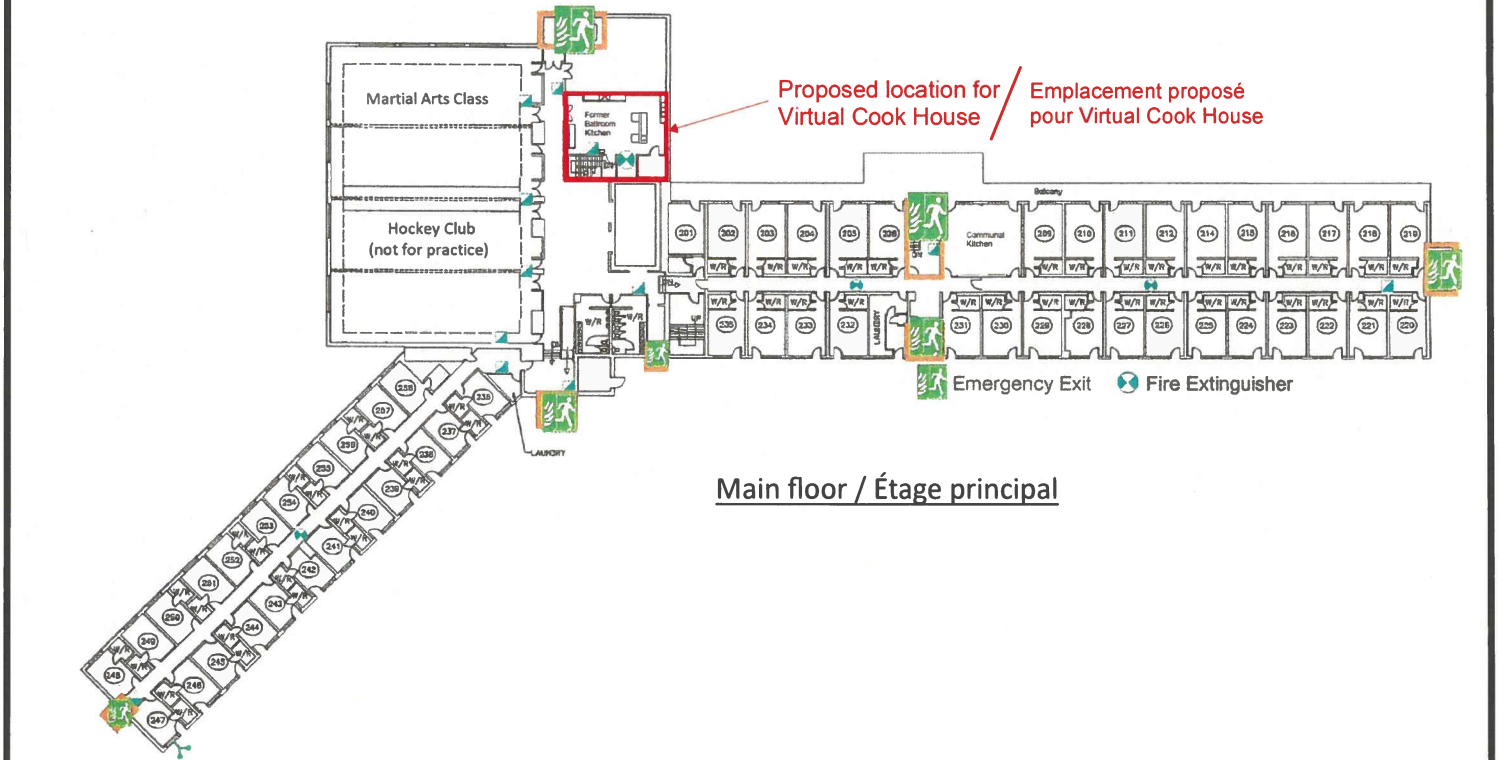 Martial Arts Class
Hockey Club
(not for practice)
Former
Ballroom
Kitchen
Proposed location for
Virtual Cook House
Emplacement proposé
pour Virtual Cook House
Balcony
201 202 203 204 205 206
Communal
Kitchen
209 210 211 212 214 215 216 217 218 219
W/R W/R W/R W/R W/R W/R W/R W/R W/R W/R W/R W/R W/R W/R W/R
W/R W/R
UP
W/R W/R W/R W/R W/R W/R W/R W/R W/R W/R W/R W/R W/R W/R W/R W/R
235 234 233 232
LAUNDRY
231 230 229 228 227 226 225 224 223 222 221 220
Emergency Exit
Fire Extinguisher
LAUNDRY
Main floor / Étage principal
258
257
256
255
254
253
252
251
250
249
248
236
237
238
239
240
241
242
243
244
245
246
247